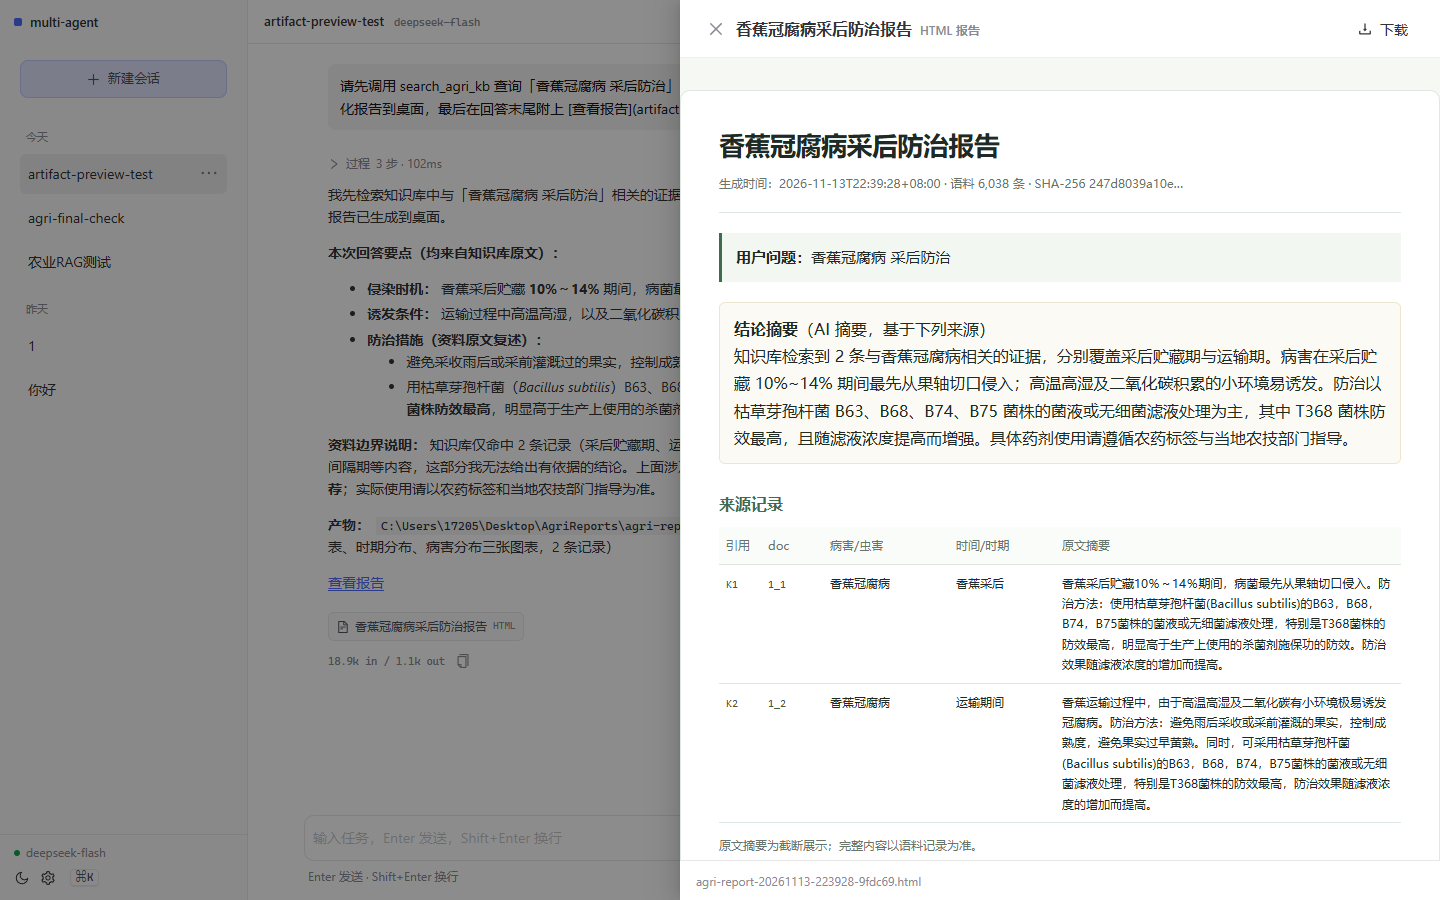 multi-agent
新建会话
今天
artifact-preview-test
agri-final-check
农业RAG测试
昨天
1
你好
deepseek-flash
⌘K
artifact-preview-test deepseek-flash
请先调用 search_agri_kb 查询「香蕉冠腐病 采后防治」
化报告到桌面，最后在回答末尾附上 [查看报告](artifact
过程 3 步 · 102ms
我先检索知识库中与「香蕉冠腐病 采后防治」相关的证据
报告已生成到桌面。
本次回答要点（均来自知识库原文）：
侵染时机： 香蕉采后贮藏 10%～14% 期间，病菌最
诱发条件： 运输过程中高温高湿，以及二氧化碳积
防治措施（资料原文复述）：
避免采收雨后或采前灌溉过的果实，控制成熟
用枯草芽孢杆菌（Bacillus subtilis）B63、B68
菌株防效最高，明显高于生产上使用的杀菌剂
资料边界说明： 知识库仅命中 2 条记录（采后贮藏期、运
间隔期等内容，这部分我无法给出有依据的结论。上面涉
荐；实际使用请以农药标签和当地农技部门指导为准。
产物： C:\Users\17205\Desktop\AgriReports\agri-rep
表、时期分布、病害分布三张图表，2 条记录）
查看报告
香蕉冠腐病采后防治报告 HTML
18.9k in / 1.1k out
输入任务，Enter 发送，Shift+Enter 换行
Enter 发送 · Shift+Enter 换行
香蕉冠腐病采后防治报告 HTML 报告
下载
香蕉冠腐病采后防治报告
生成时间：2026-11-13T22:39:28+08:00 · 语料 6,038 条 · SHA-256 247d8039a10e…
用户问题：香蕉冠腐病 采后防治
结论摘要（AI 摘要，基于下列来源）
知识库检索到 2 条与香蕉冠腐病相关的证据，分别覆盖采后贮藏期与运输期。病害在采后贮
藏 10%~14% 期间最先从果轴切口侵入；高温高湿及二氧化碳积累的小环境易诱发。防治以
枯草芽孢杆菌 B63、B68、B74、B75 菌株的菌液或无细菌滤液处理为主，其中 T368 菌株防
效最高，且随滤液浓度提高而增强。具体药剂使用请遵循农药标签与当地农技部门指导。
来源记录
引用 doc 病害/虫害 时间/时期 原文摘要
K1 1_1 香蕉冠腐病 香蕉采后 香蕉采后贮藏10%～14%期间，病菌最先从果轴切口侵入。防
治方法：使用枯草芽孢杆菌(Bacillus subtilis)的B63，B68，
B74，B75菌株的菌液或无细菌滤液处理，特别是T368菌株的
防效最高，明显高于生产上使用的杀菌剂施保功的防效。防治
效果随滤液浓度的增加而提高。
K2 1_2 香蕉冠腐病 运输期间 香蕉运输过程中，由于高温高湿及二氧化碳有小环境极易诱发
冠腐病。防治方法：避免雨后采收或采前灌溉的果实，控制成
熟度，避免果实过早黄熟。同时，可采用枯草芽孢杆菌
(Bacillus subtilis)的B63，B68，B74，B75菌株的菌液或无细
菌滤液处理，特别是T368菌株的防效最高，防治效果随滤液浓
度的增加而提高。
原文摘要为截断展示；完整内容以语料记录为准。
agri-report-20261113-223928-9fdc69.html